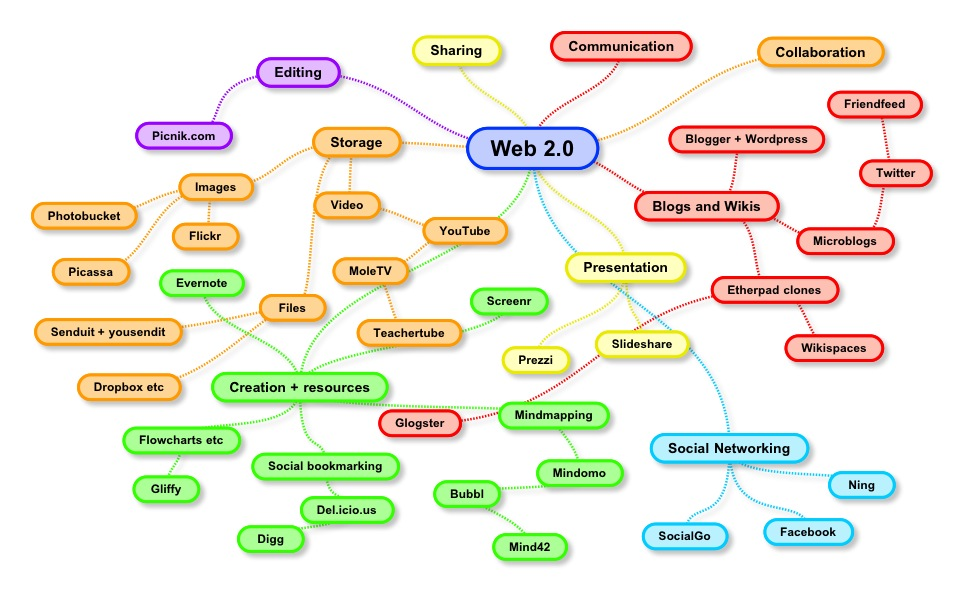 Sharing
Communication
Collaboration
Editing
Friendfeed
Picnik.com
Storage
Web 2.0
Blogger + Wordpress
Images
Twitter
Video
Blogs and Wikis
Photobucket
Flickr
YouTube
Microblogs
Picassa
MoleTV
Presentation
Evernote
Etherpad clones
Files
Screenr
Senduit + yousendit
Teachertube
Slideshare
Wikispaces
Prezzi
Dropbox etc
Creation + resources
Glogster
Mindmapping
Flowcharts etc
Social Networking
Social bookmarking
Mindomo
Gliffy
Bubbl
Ning
Del.icio.us
Digg
Mind42
SocialGo
Facebook